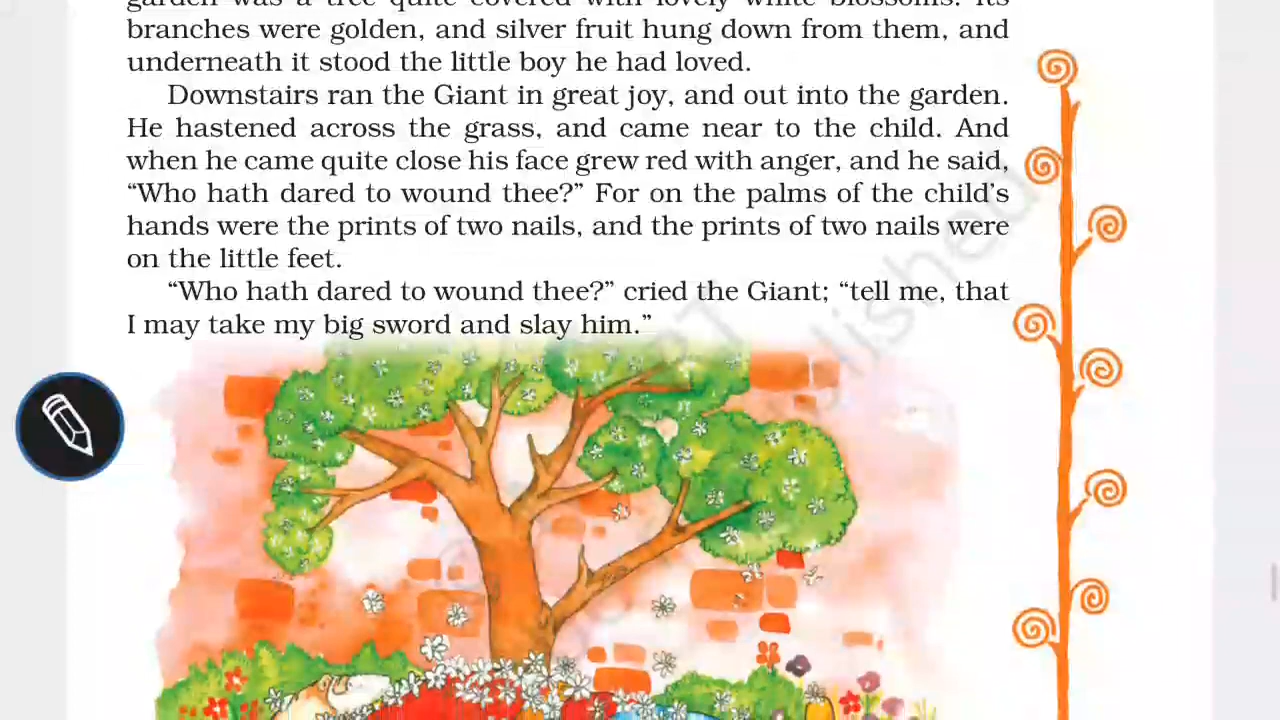 garden was a tree quite covered with lovely white blossoms. Its
branches were golden, and silver fruit hung down from them, and
underneath it stood the little boy he had loved.
Downstairs ran the Giant in great joy, and out into the garden.
He hastened across the grass, and came near to the child. And
when he came quite close his face grew red with anger, and he said,
“Who hath dared to wound thee?” For on the palms of the child’s
hands were the prints of two nails, and the prints of two nails were
on the little feet.
“Who hath dared to wound thee?” cried the Giant; “tell me, that
I may take my big sword and slay him.”